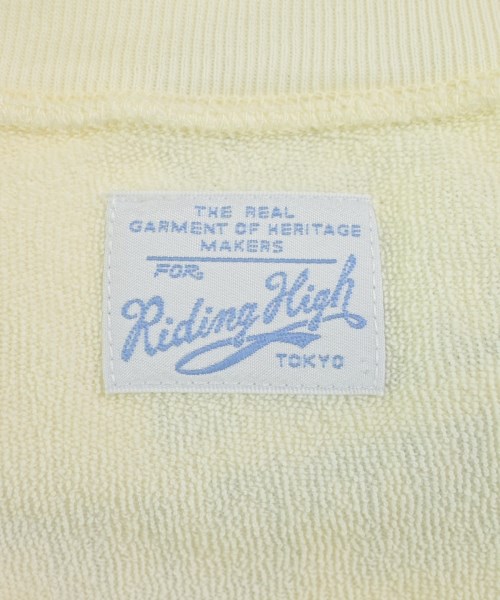 THE REAL
GARMENT OF HERITAGE
MAKERS
FOR
Riding High
TOKYO